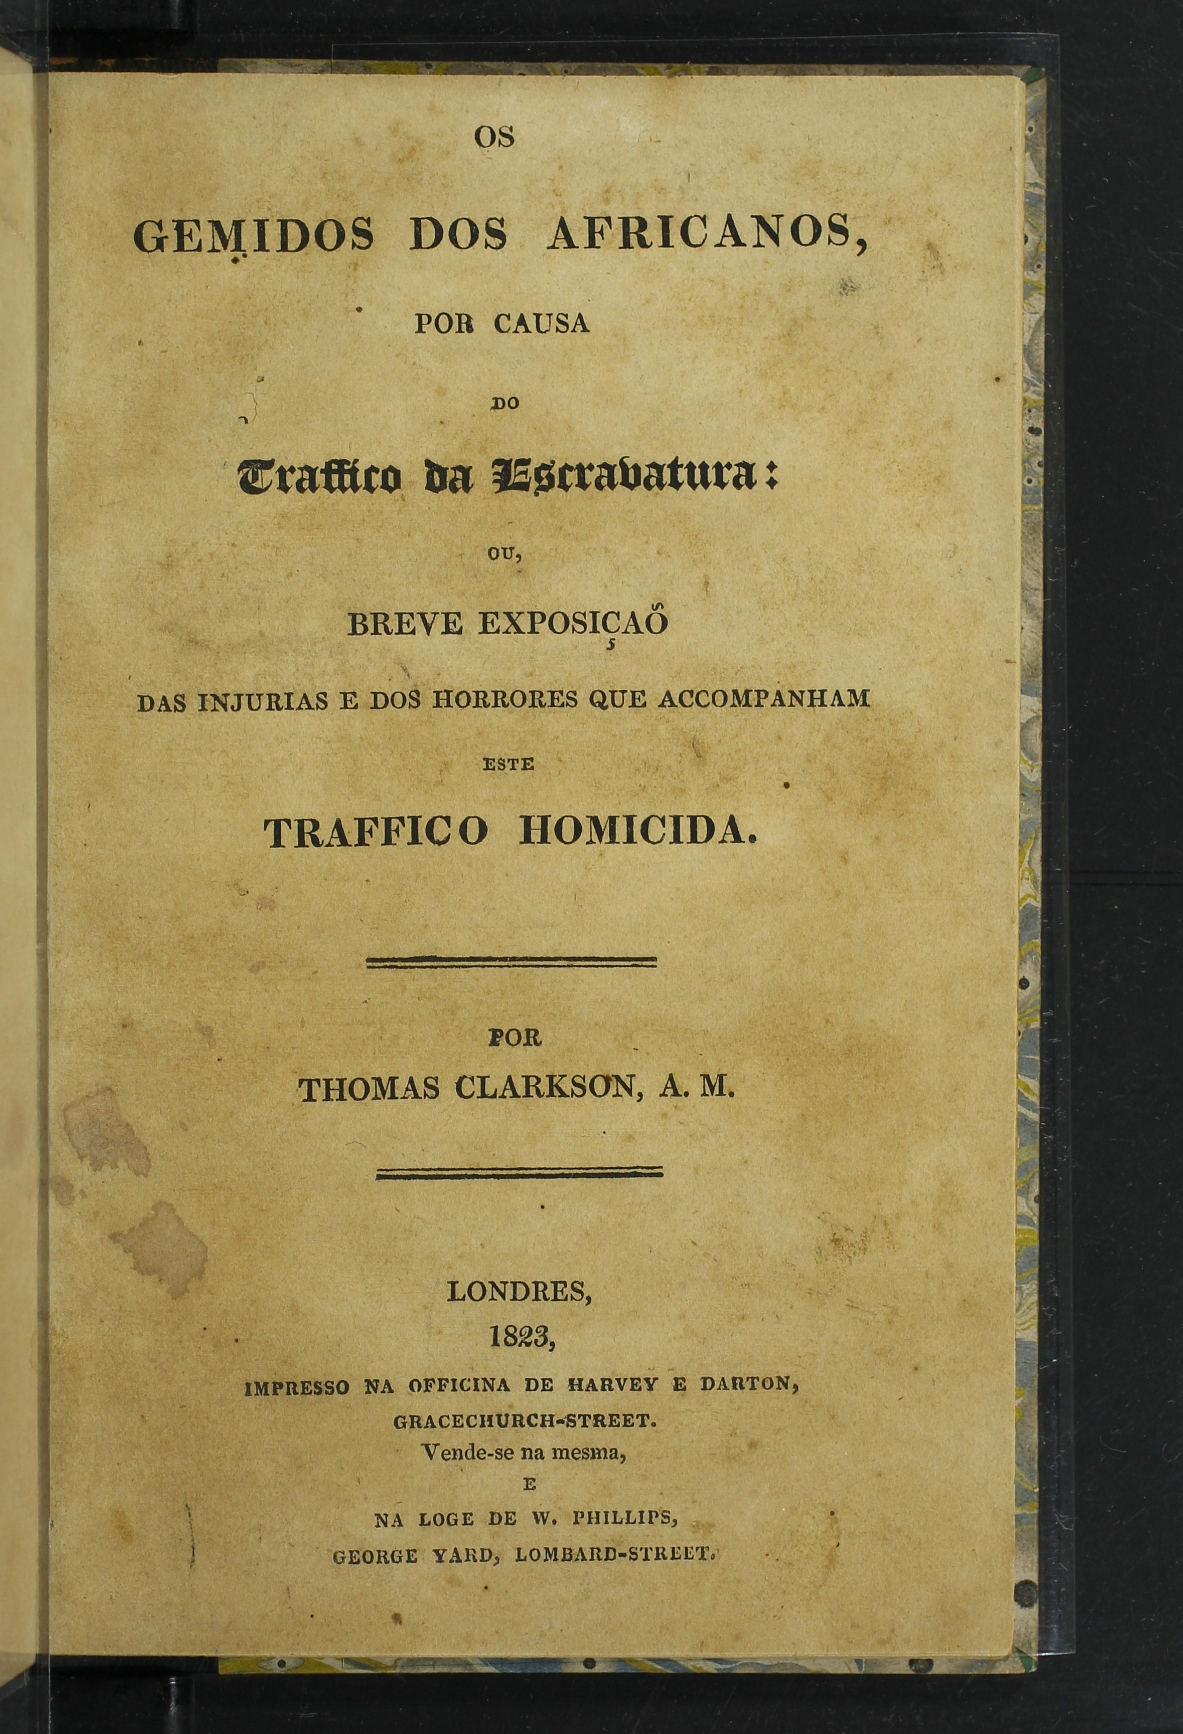 OS
GEMIDOS DOS AFRICANOS,
POR CAUSA
DO
Traffico da Escravatura:
OU,
BREVE EXPOSIÇAÕ
DAS INJURIAS E DOS HORRORES QUE ACCOMPANHAM
ESTE
TRAFFICO HOMICIDA.
POR
THOMAS CLARKSON, A. M.
LONDRES,
1823,
IMPRESSO NA OFFICINA DE HARVEY E DARTON,
GRACECHURCH-STREET.
Vende-se na mesma,
E
NA LOGE DE W. PHILLIPS,
GEORGE YARD, LOMBARD-STREET.